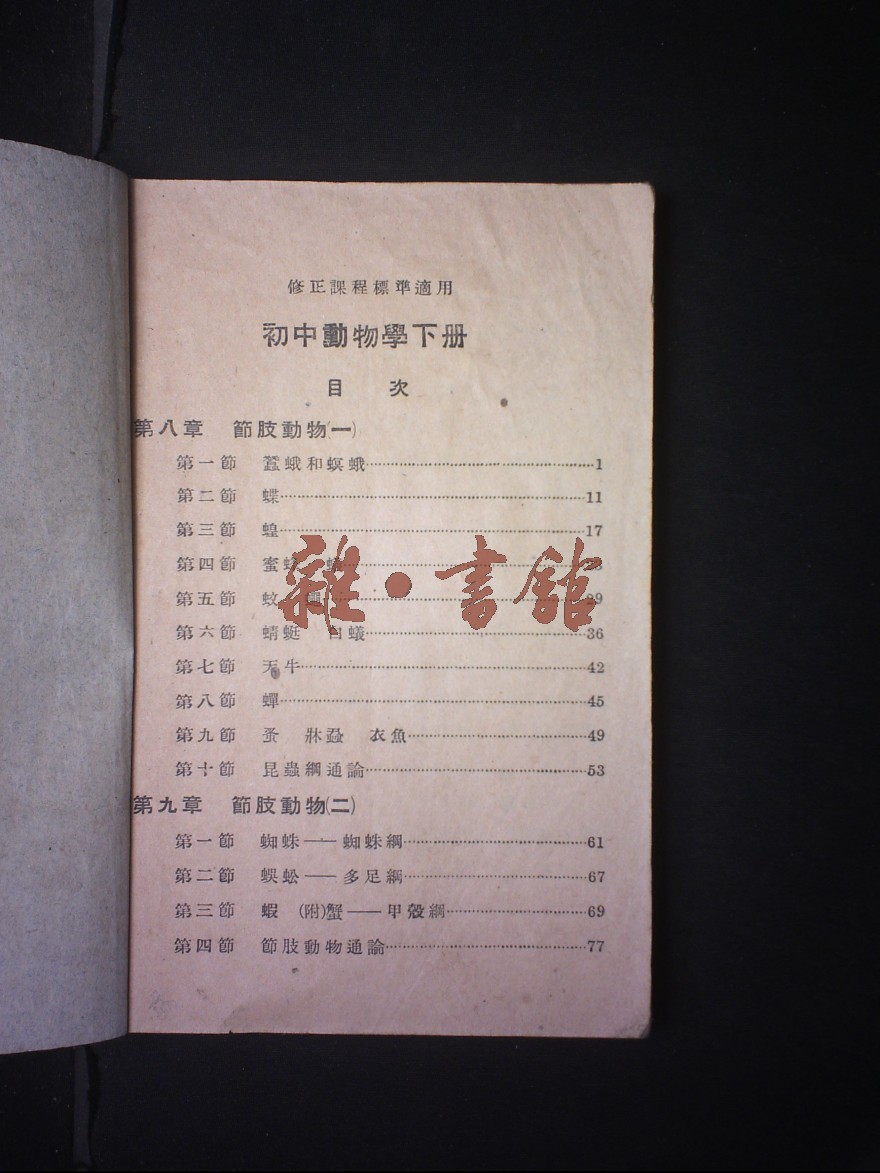 修正課程標準適用
初中動物學下册
目 次
第八章 節肢動物(一)
第一節 蠶蛾和螟蛾 1
第二節 蝶 11
第三節 蝗 17
第四節 蜜
第五節 蚊 29
第六節 蜻蜓 白蟻 36
第七節 天牛 42
第八節 蟬 45
第九節 蚤 牀蝨 衣魚 49
第十節 昆蟲綱通論 53
第九章 節肢動物(二)
第一節 蜘蛛——蜘蛛綱 61
第二節 蜈蚣——多足綱 67
第三節 蝦 (附)蟹——甲殼綱 69
第四節 節肢動物通論 77
雜·書館